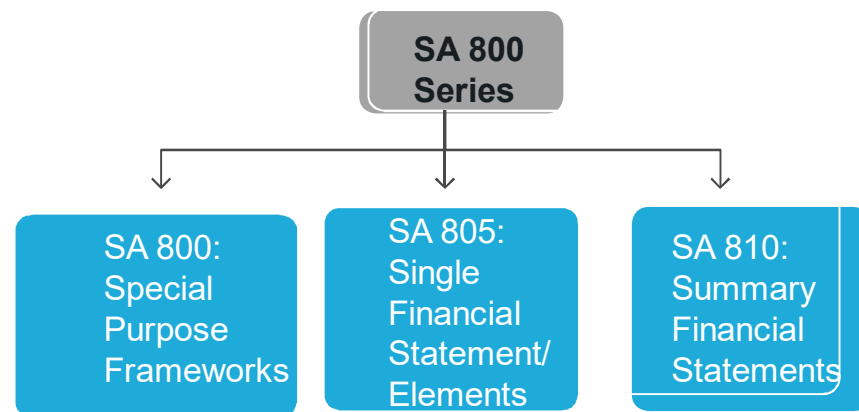 SA 800
Series
SA 800:
Special
Purpose
Frameworks
SA 805:
Single
Financial
Statement/
Elements
SA 810:
Summary
Financial
Statements